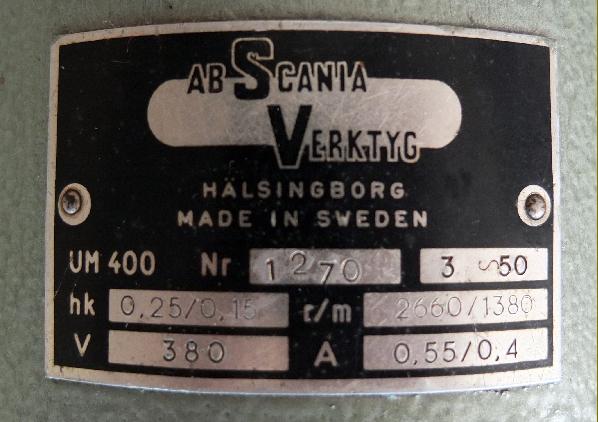 AB SCANIA
VERKTYG
HÄLSINGBORG
MADE IN SWEDEN
UM 400 Nr 1270 3 ~50
hk 0,25/0,15 r/m 2660/1380
V 380 A 0,55/0,4